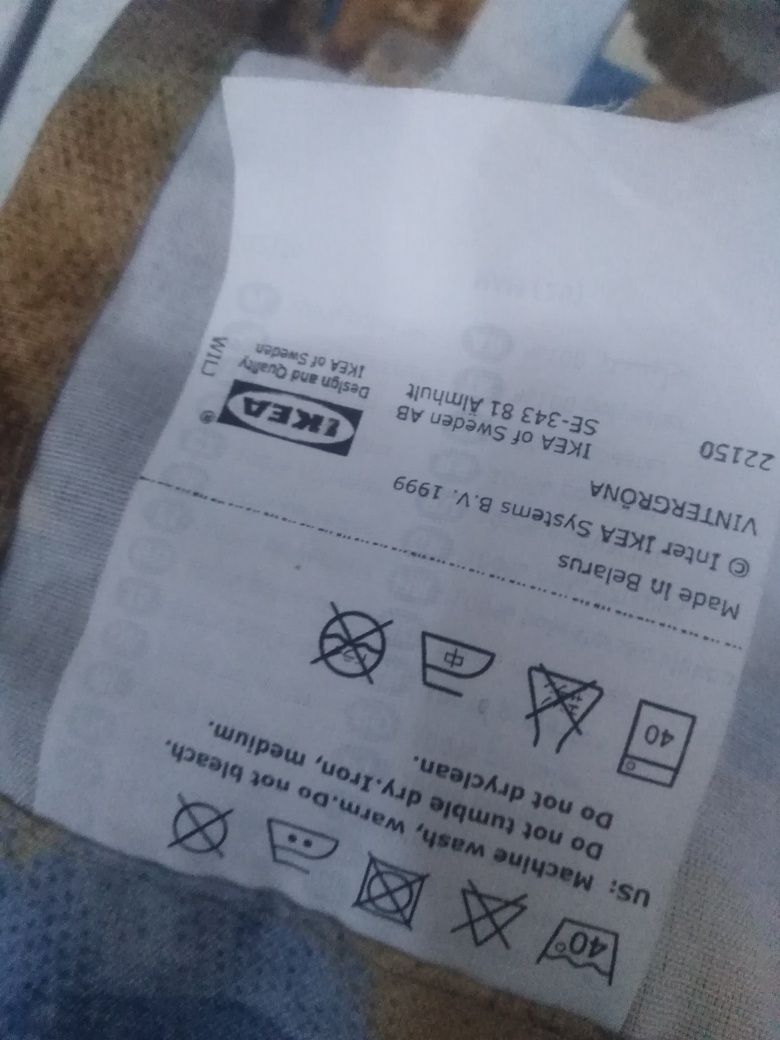 40
US: Machine wash, warm.Do not bleach,
Do not tumble dry.Iron, medium.
Do not dryclean.
40
中
Made in Belarus
© Inter IKEA Systems B.V. 1999
VINTERGRÖNA
22150
IKEA of Sweden AB
SE-343 81 Älmhult
IKEA ®
Design and Quality
IKEA of Sweden